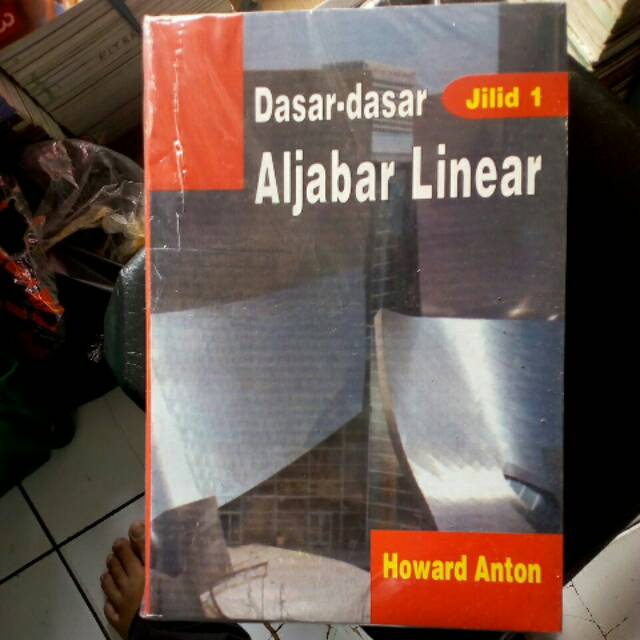 Dasar-dasar
Jilid 1
Aljabar Linear
Howard Anton